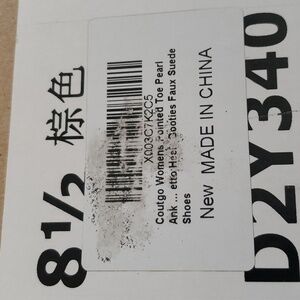 8½ 棕色
X003C7K2C5
Coutgo Womens Pointed Toe Pearl
Ank ... etto Heel Booties Faux Suede
Shoes
New MADE IN CHINA
D2Y340